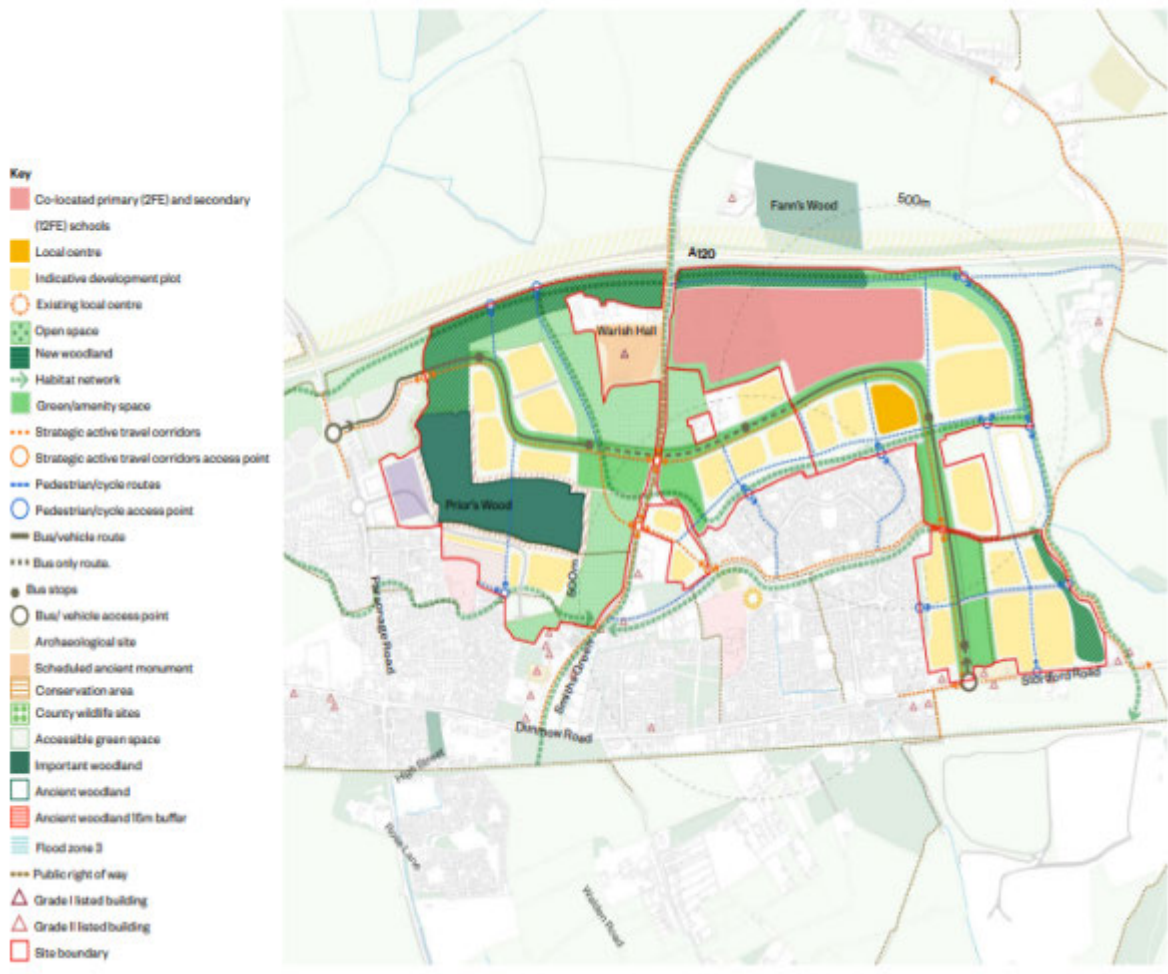 Key
Co-located primary (2FE) and secondary
(12FE) schools
Local centre
Indicative development plot
Existing local centre
Open space
New woodland
Habitat network
Green/amenity space
Strategic active travel corridors
Strategic active travel corridors access point
Pedestrian/cycle routes
Pedestrian/cycle access point
Bus/vehicle route
Bus only route.
Bus stops
Bus/ vehicle access point
Archaeological site
Scheduled ancient monument
Conservation area
County wildlife sites
Accessible green space
Important woodland
Ancient woodland
Ancient woodland 15m buffer
Flood zone 3
Public right of way
Grade I listed building
Grade II listed building
Site boundary
Fann's Wood
500m
A120
Warish Hall
Prior's Wood
500m
Parsonage Road
Smiths Green
Stortford Road
Dunmow Road
High Street
Rose Lane
Walden Road